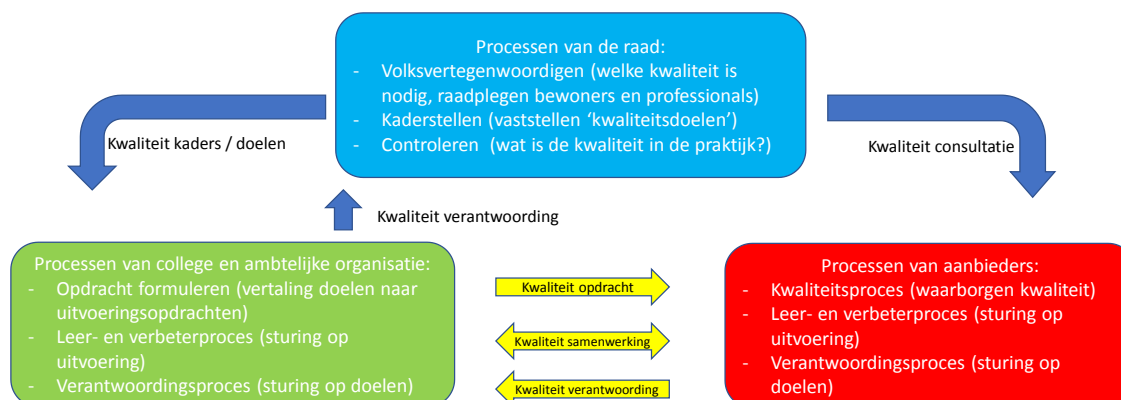 Processen van de raad:
- Volksvertegenwoordigen (welke kwaliteit is
nodig, raadplegen bewoners en professionals)
- Kaderstellen (vaststellen ‘kwaliteitsdoelen’)
- Controleren (wat is de kwaliteit in de praktijk?)
Kwaliteit kaders / doelen
Kwaliteit consultatie
Kwaliteit verantwoording
Processen van college en ambtelijke organisatie:
- Opdracht formuleren (vertaling doelen naar
uitvoeringsopdrachten)
- Leer- en verbeterproces (sturing op
uitvoering)
- Verantwoordingsproces (sturing op doelen)
Kwaliteit opdracht
Kwaliteit samenwerking
Kwaliteit verantwoording
Processen van aanbieders:
- Kwaliteitsproces (waarborgen kwaliteit)
- Leer- en verbeterproces (sturing op
uitvoering)
- Verantwoordingsproces (sturing op
doelen)